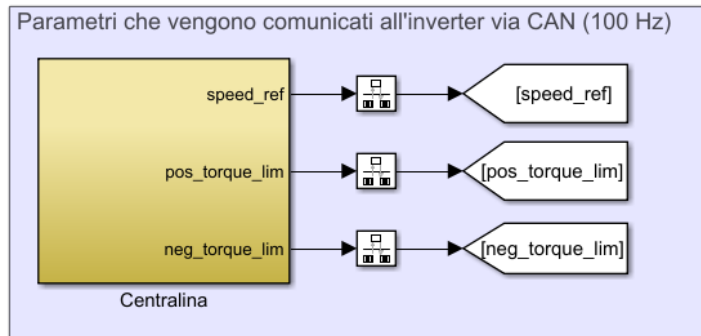 Parametri che vengono comunicati all'inverter via CAN (100 Hz)
speed_ref
[speed_ref]
pos_torque_lim
[pos_torque_lim]
neg_torque_lim
[neg_torque_lim]
Centralina